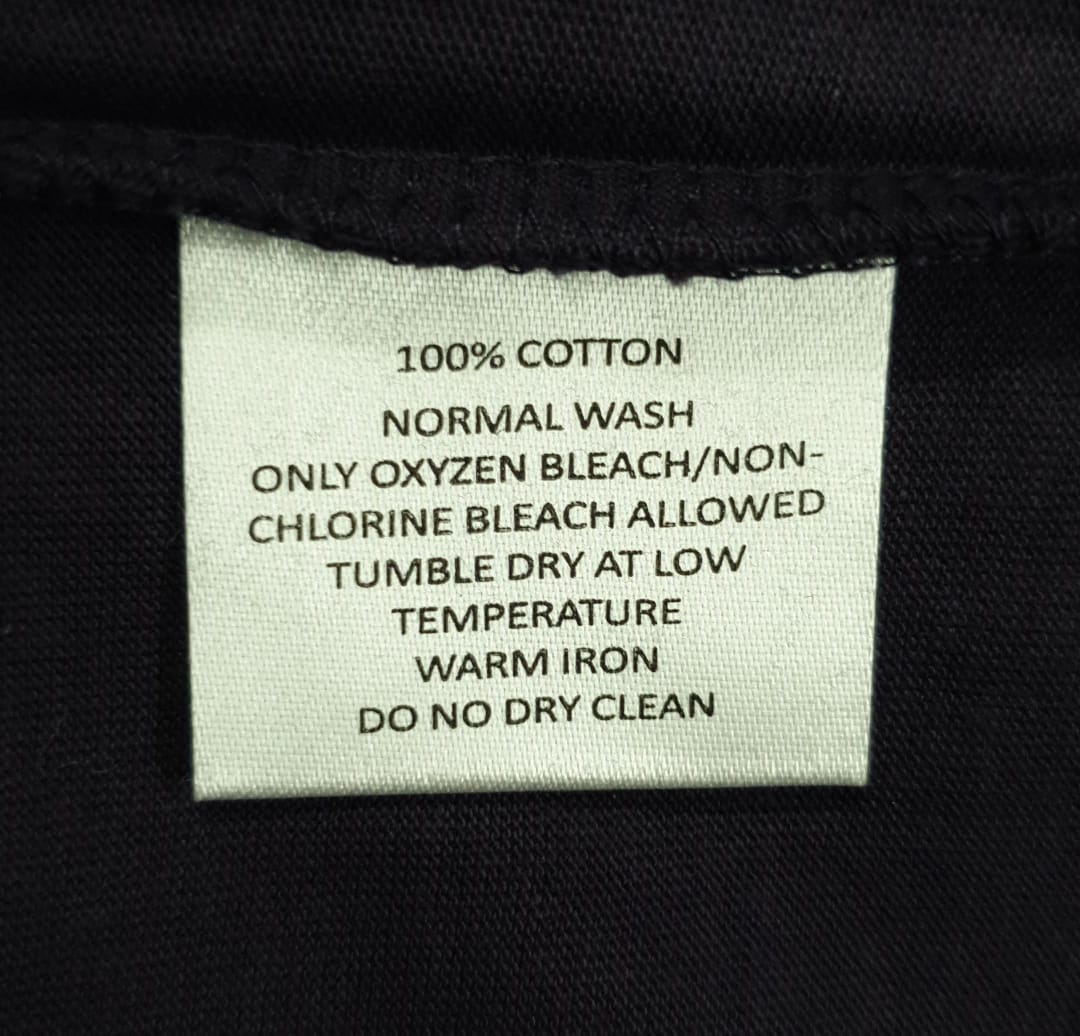 100% COTTON
NORMAL WASH
ONLY OXYZEN BLEACH/NON-
CHLORINE BLEACH ALLOWED
TUMBLE DRY AT LOW
TEMPERATURE
WARM IRON
DO NO DRY CLEAN